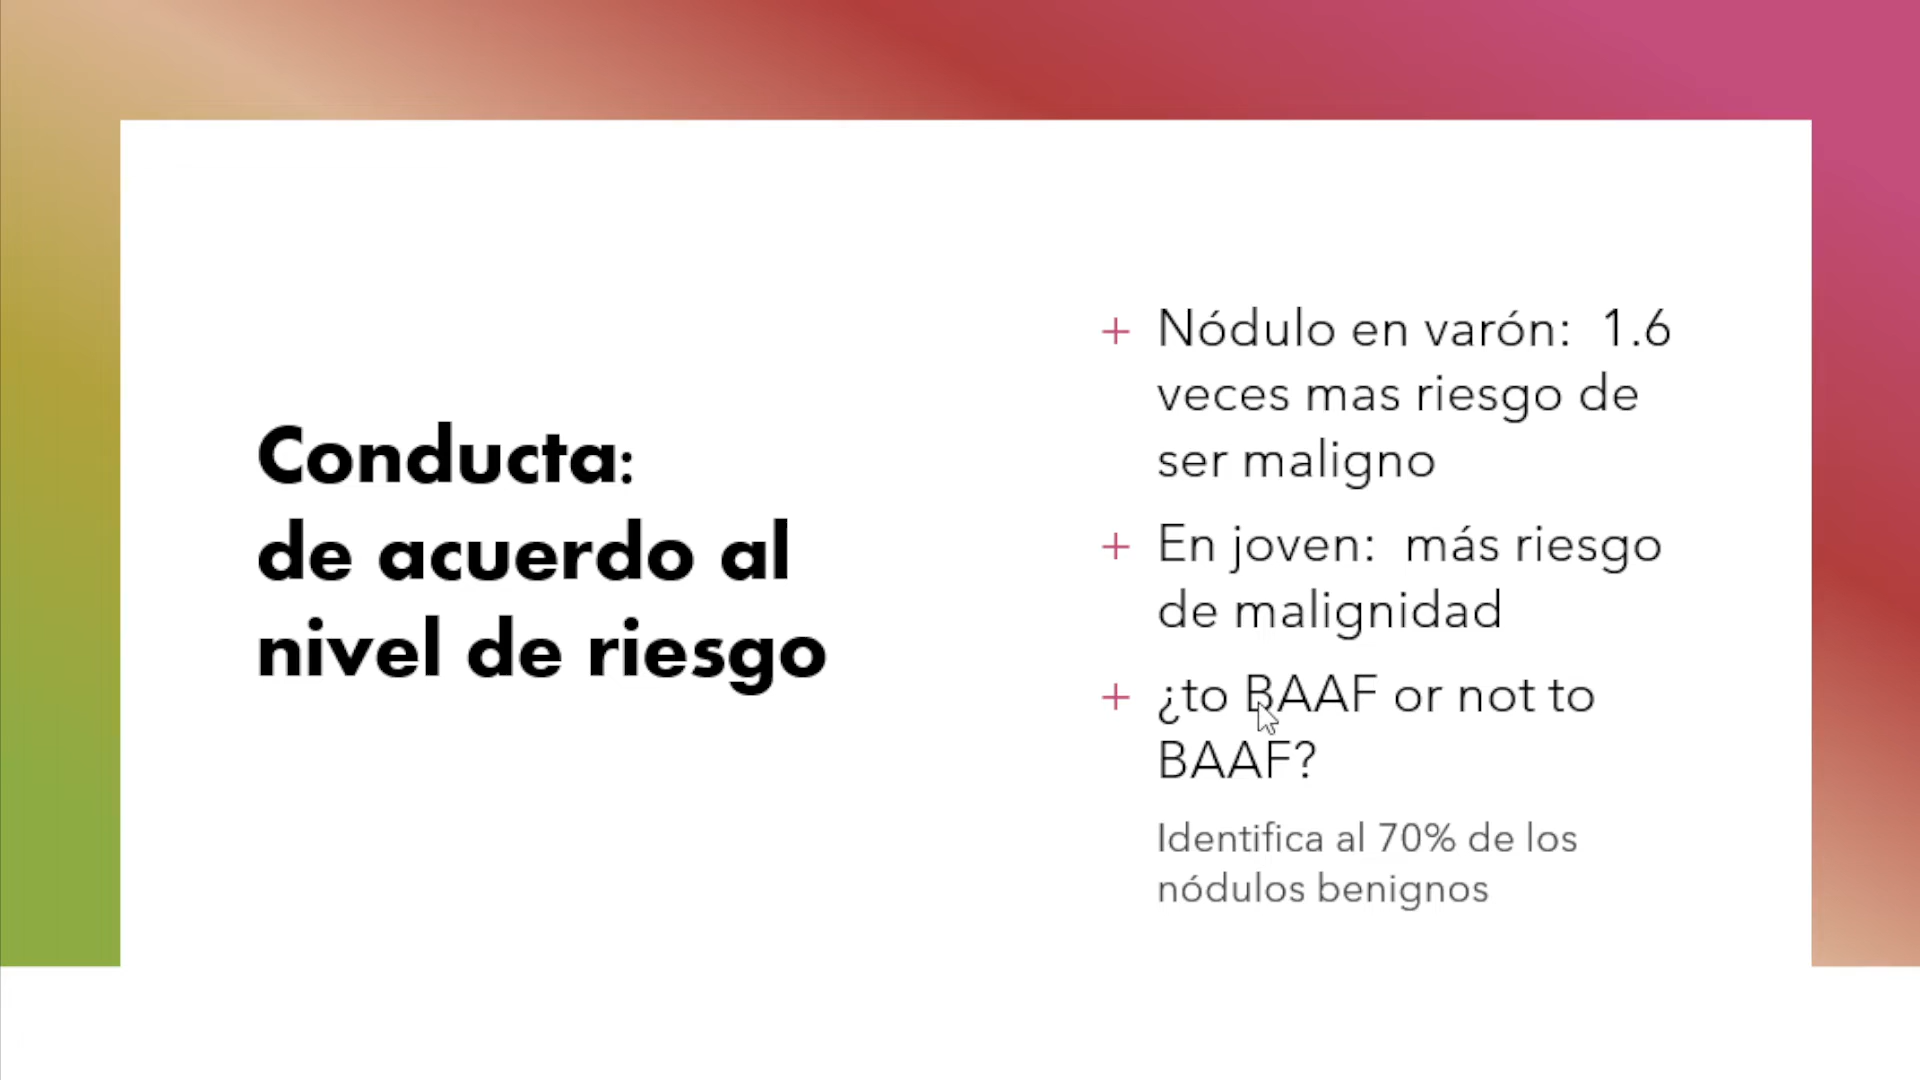 Conducta:
de acuerdo al
nivel de riesgo
+ Nódulo en varón: 1.6
veces mas riesgo de
ser maligno
+ En joven: más riesgo
de malignidad
+ ¿to BAAF or not to
BAAF?
Identifica al 70% de los
nódulos benignos